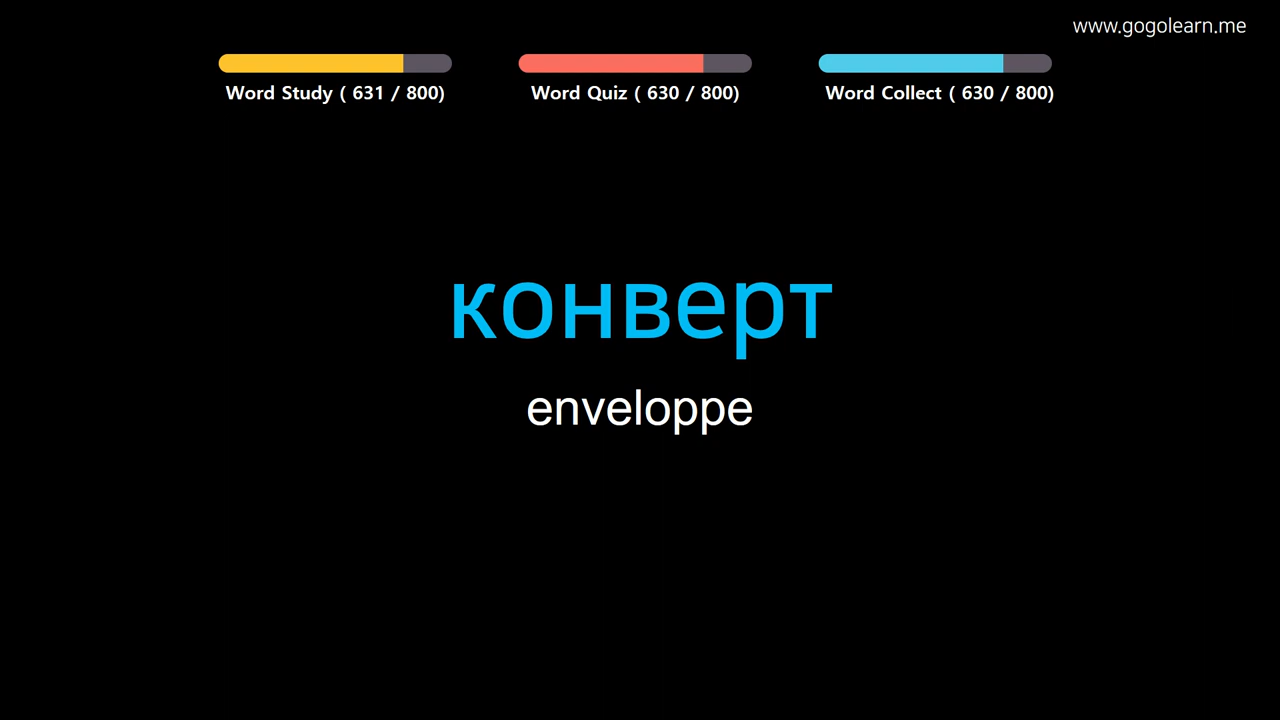 www.gogolearn.me
Word Study ( 631 / 800)
Word Quiz ( 630 / 800)
Word Collect ( 630 / 800)
конверт
enveloppe